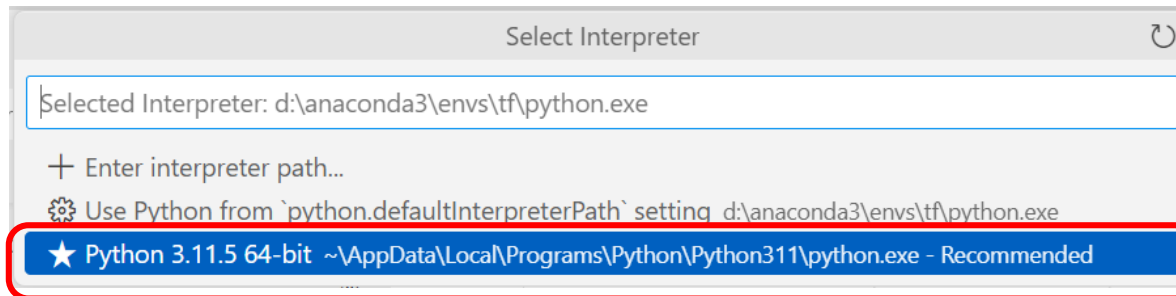 Select Interpreter
Selected Interpreter: d:\anaconda3\envs\tf\python.exe
Enter interpreter path...
Use Python from `python.defaultInterpreterPath` setting d:\anaconda3\envs\tf\python.exe
Python 3.11.5 64-bit ~\AppData\Local\Programs\Python\Python311\python.exe - Recommended